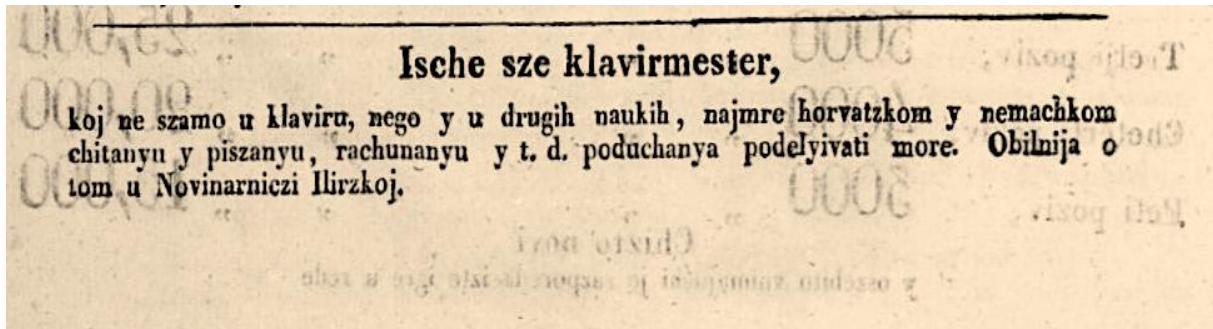 Ische sze klavirmester,
koj ne szamo u klaviru, nego y u drugih naukih, najmre horvatzkom y nemachkom
chitanyu y piszanyu, rachunanyu y t. d. poduchanya podelyivati more. Obilnija o
tom u Novinarniczi Ilirzkoj.